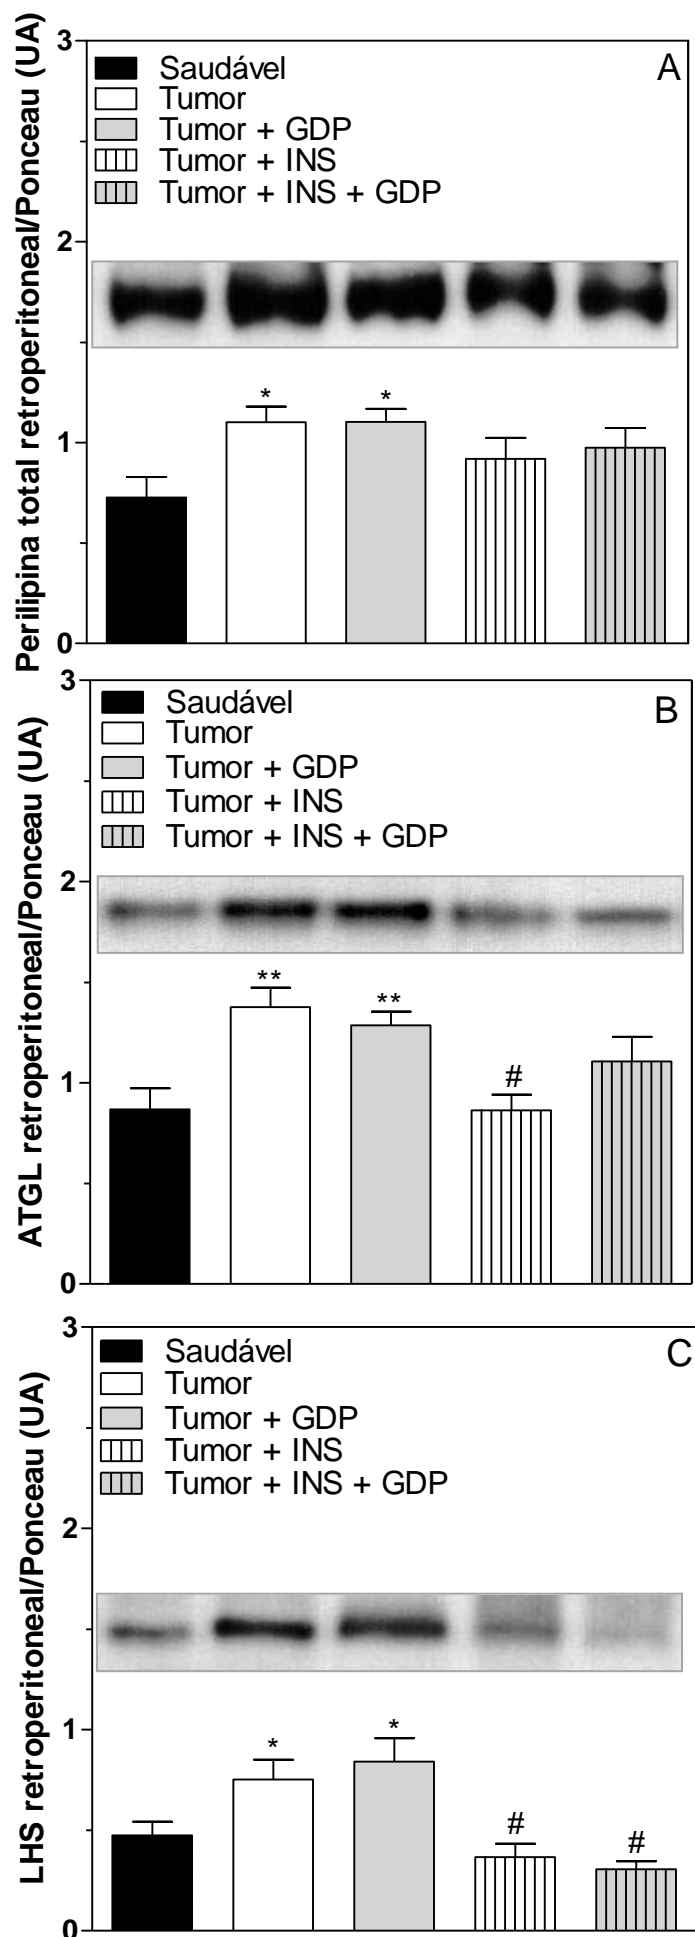 Perilipina total retroperitoneal/Ponceau (UA)
3
2
1
0
A
Saudável
Tumor
Tumor + GDP
Tumor + INS
Tumor + INS + GDP
*
*
ATGL retroperitoneal/Ponceau (UA)
3
2
1
0
B
Saudável
Tumor
Tumor + GDP
Tumor + INS
Tumor + INS + GDP
**
**
#
LHS retroperitoneal/Ponceau (UA)
3
2
1
0
C
Saudável
Tumor
Tumor + GDP
Tumor + INS
Tumor + INS + GDP
*
*
#
#